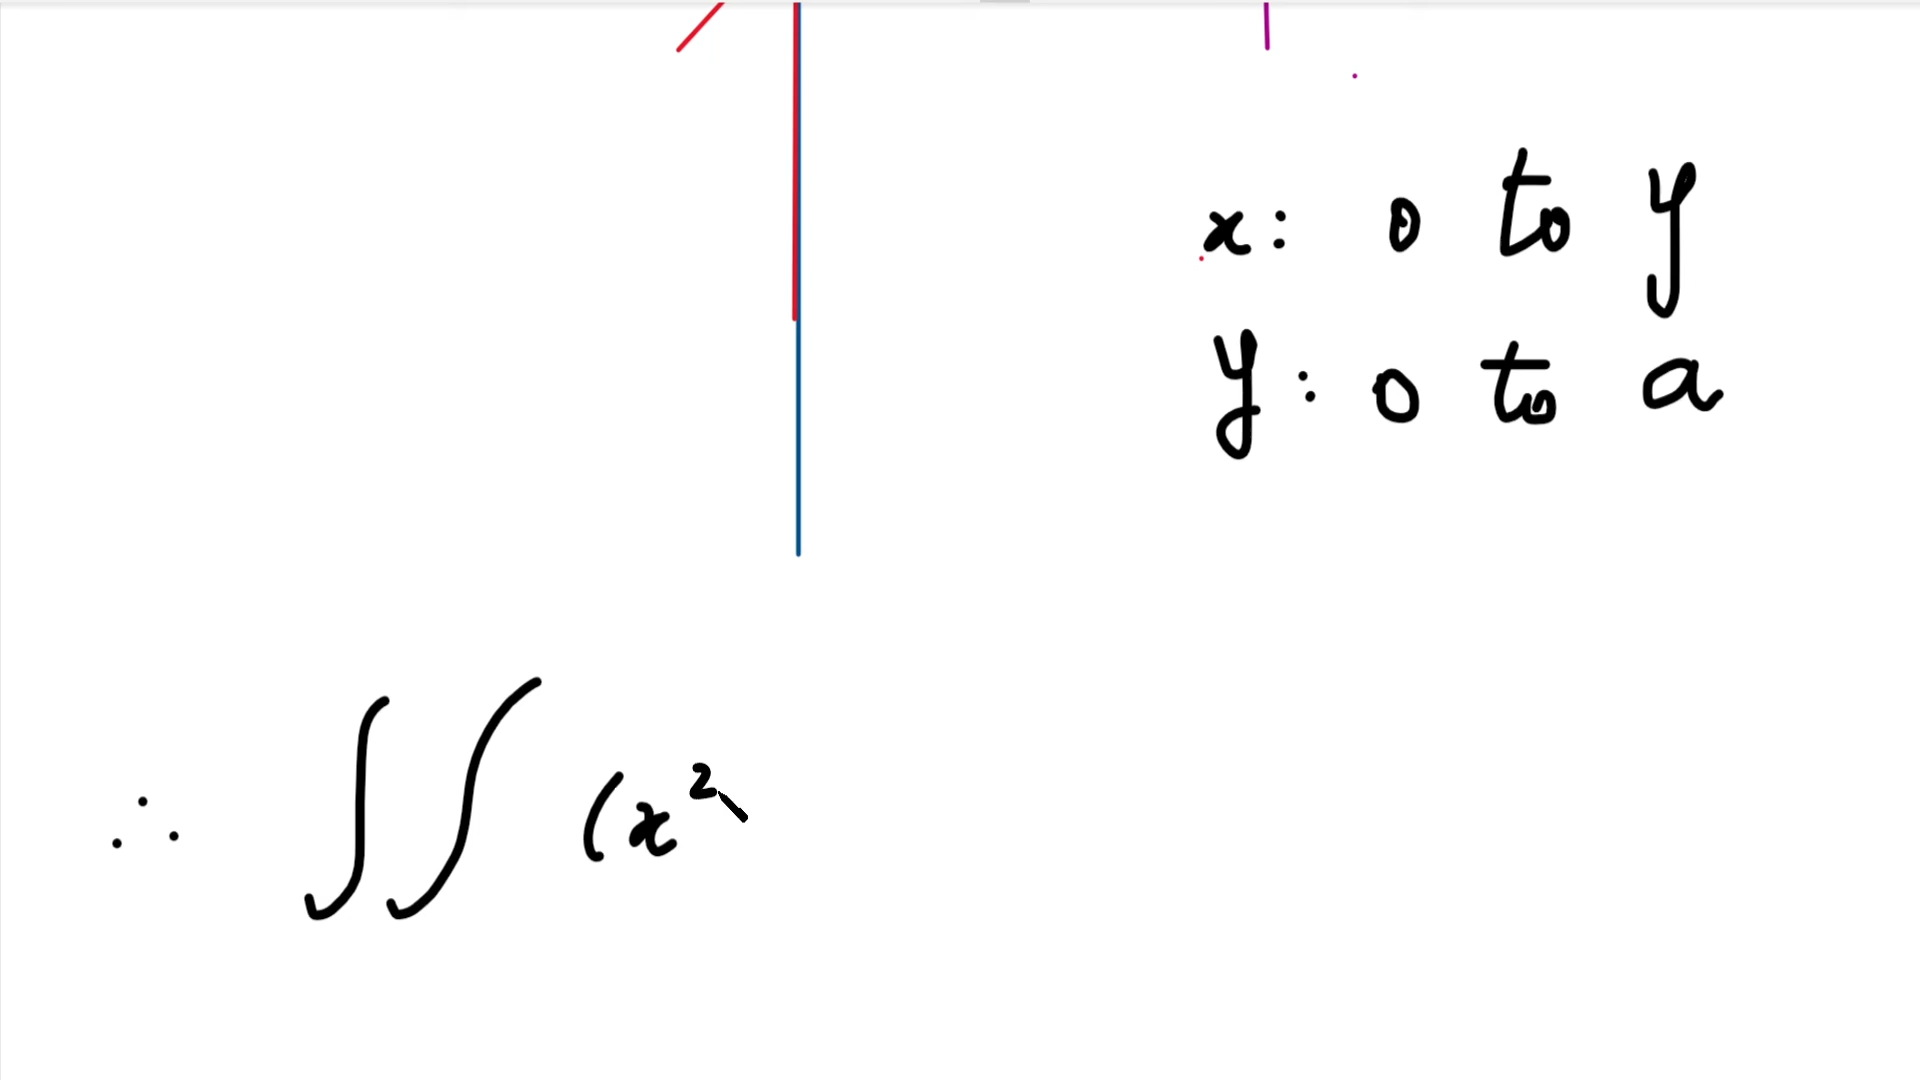 x: 0 to y
y: 0 to a
∴ ∫∫ (x²